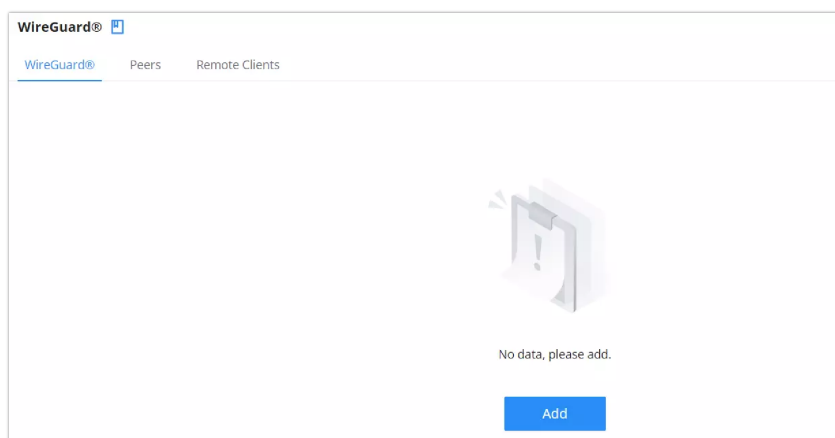 WireGuard®
WireGuard® Peers Remote Clients
No data, please add.
Add